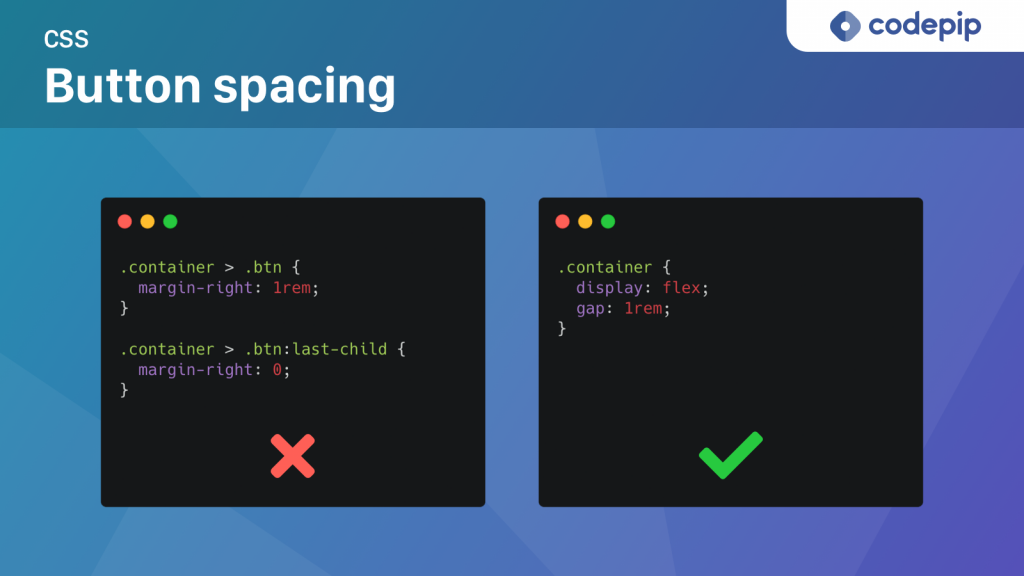 CSS
Button spacing
codepip
.container > .btn {
  margin-right: 1rem;
}

.container > .btn:last-child {
  margin-right: 0;
}
.container {
  display: flex;
  gap: 1rem;
}